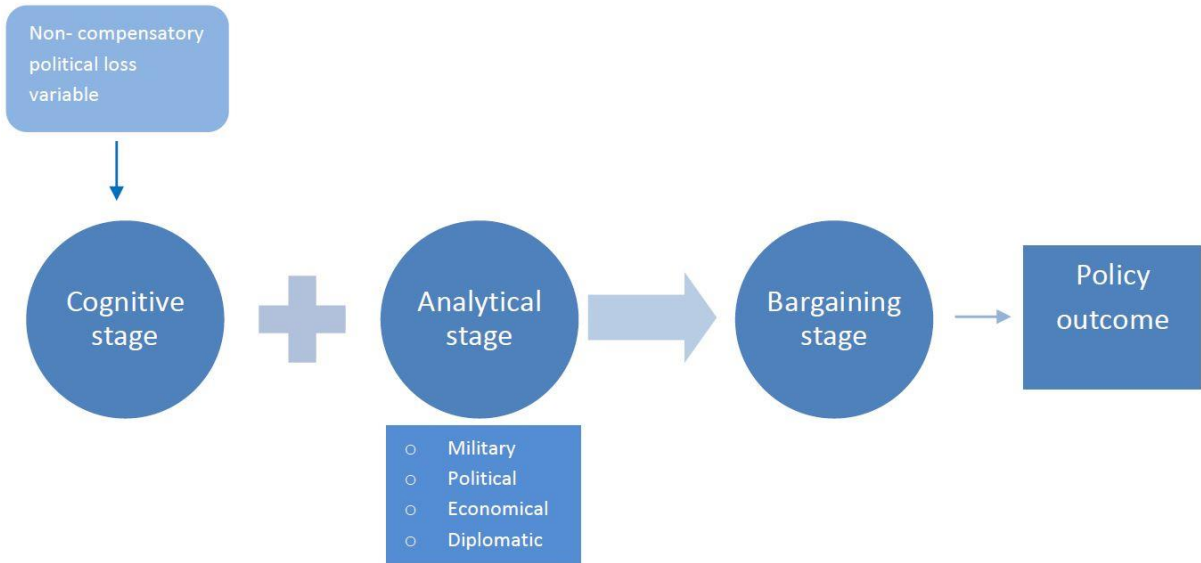 Non- compensatory
political loss
variable
Cognitive
stage
Analytical
stage
Bargaining
stage
Policy
outcome
○ Military
○ Political
○ Economical
○ Diplomatic